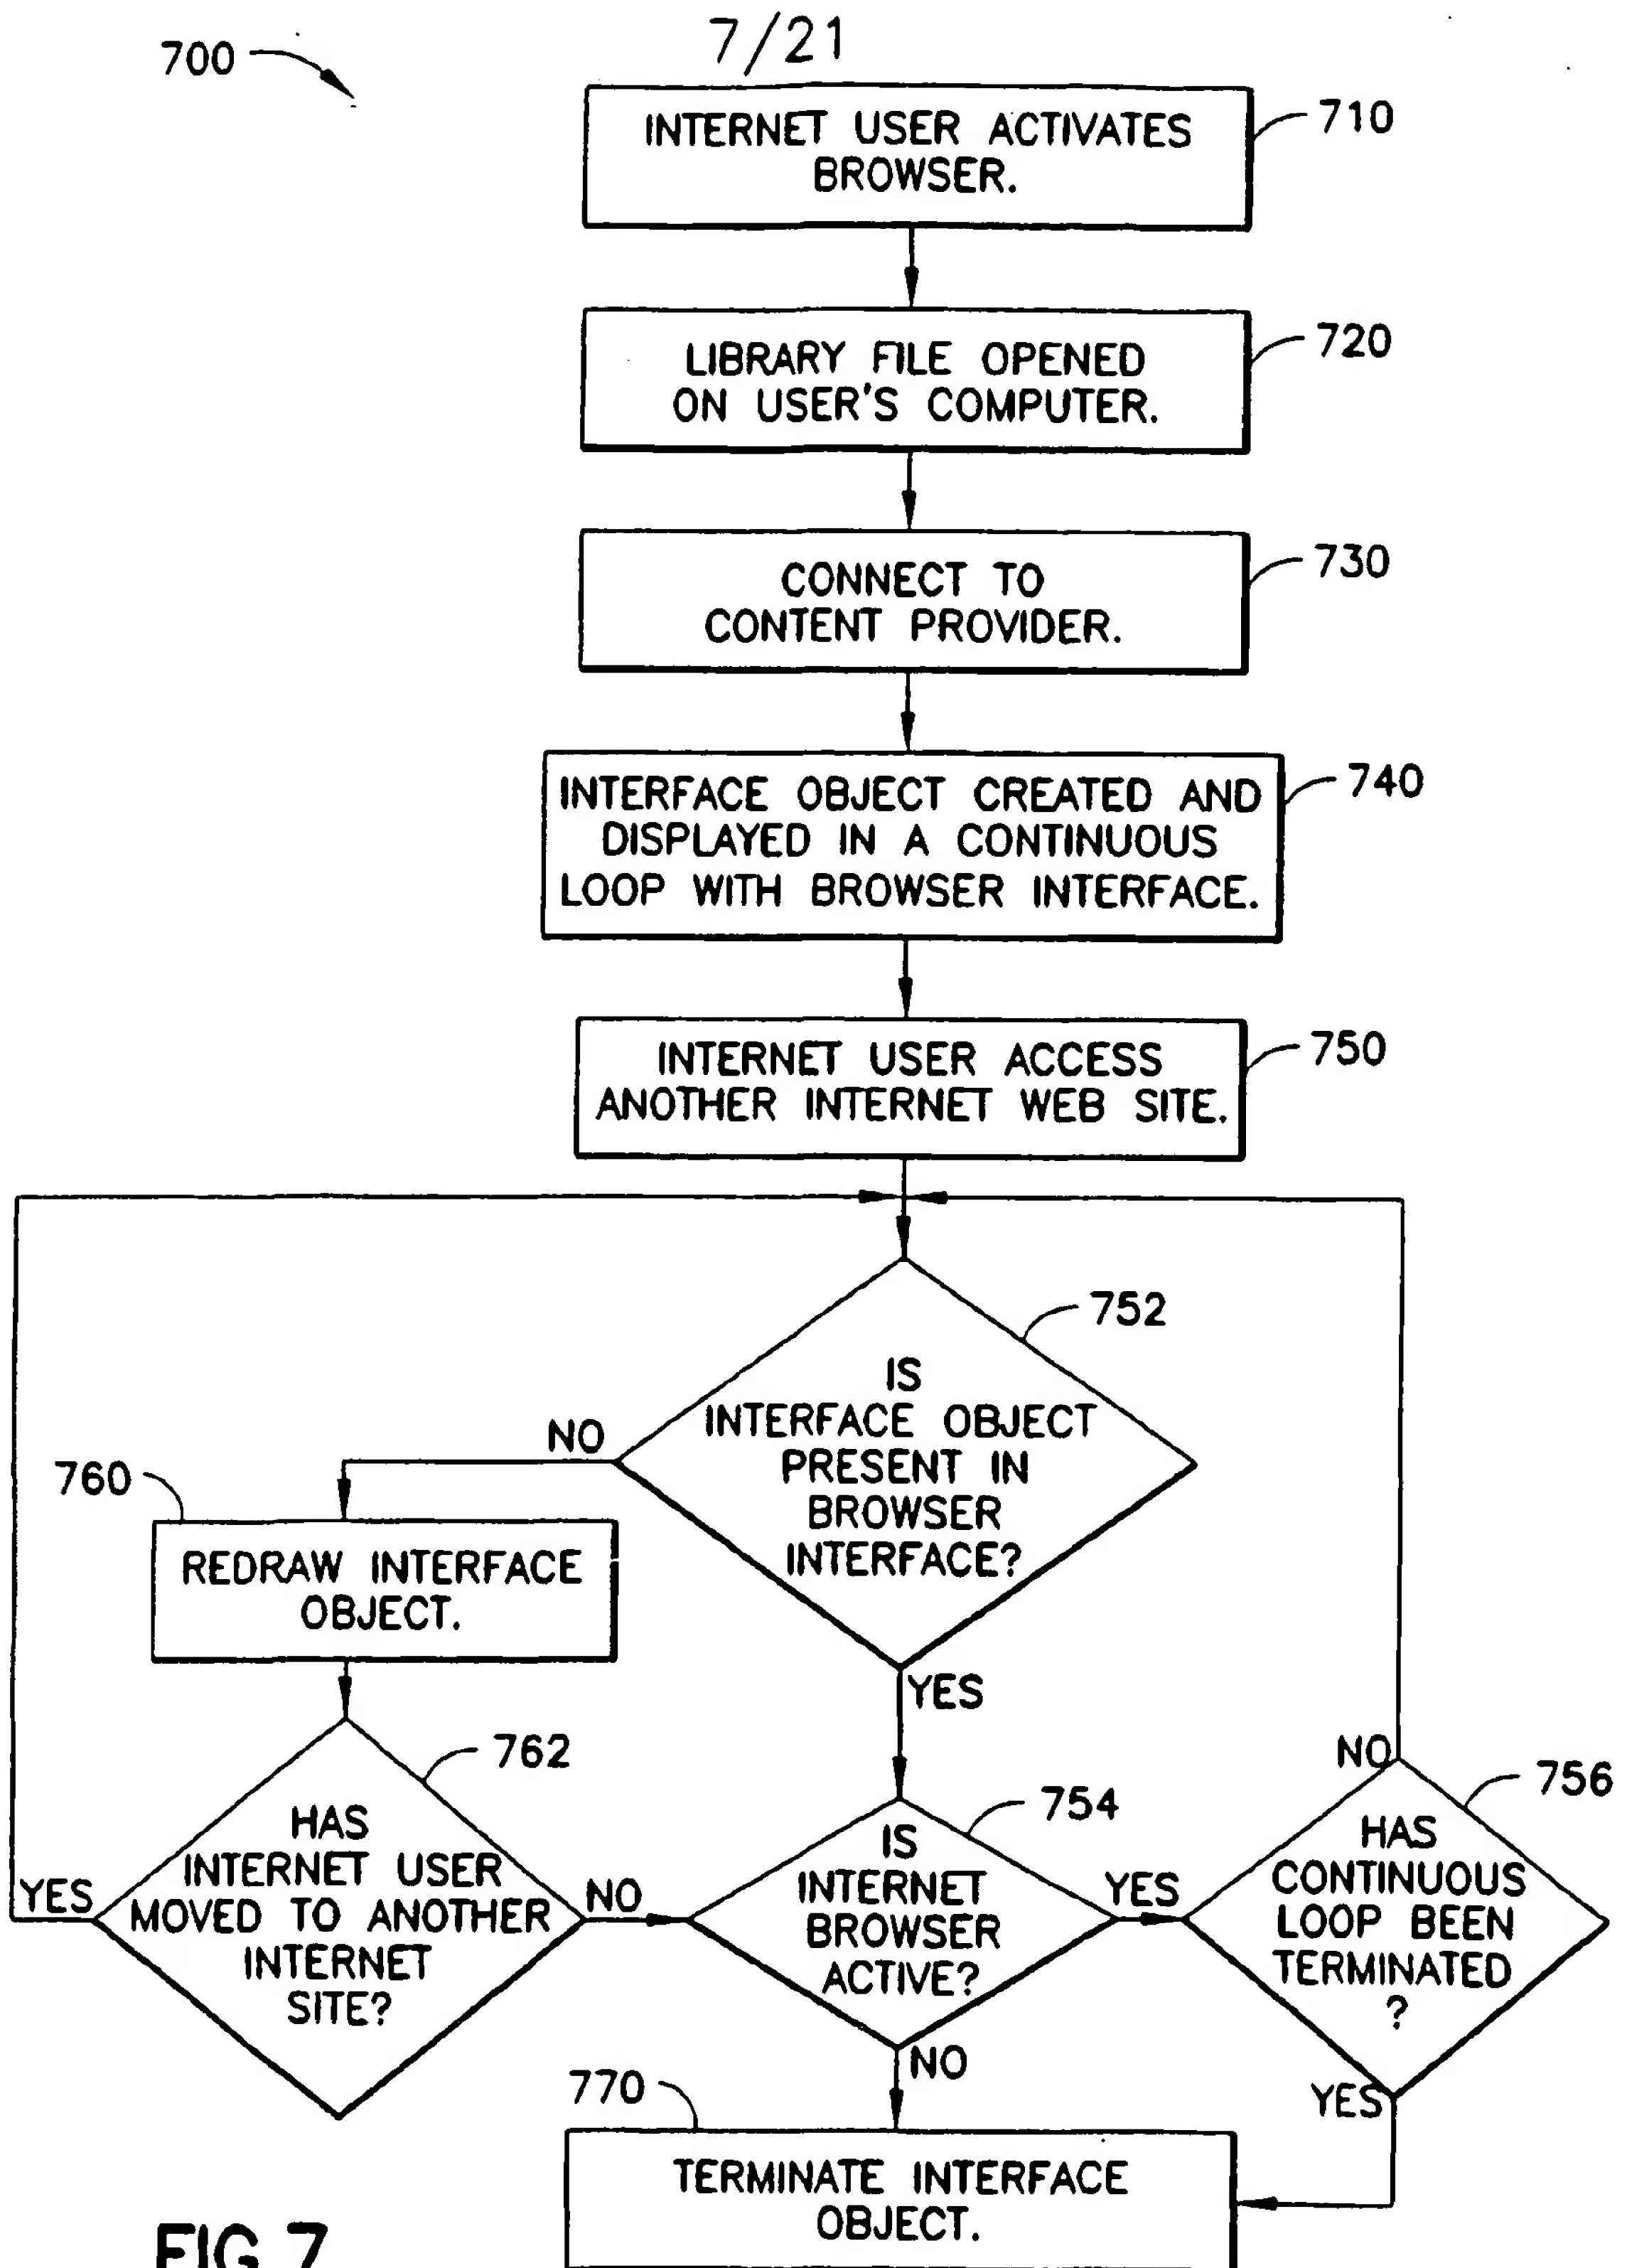 7/21
700
INTERNET USER ACTIVATES
BROWSER.
710
LIBRARY FILE OPENED
ON USER'S COMPUTER.
720
CONNECT TO
CONTENT PROVIDER.
730
INTERFACE OBJECT CREATED AND
DISPLAYED IN A CONTINUOUS
LOOP WITH BROWSER INTERFACE.
740
INTERNET USER ACCESS
ANOTHER INTERNET WEB SITE.
750
752
IS
INTERFACE OBJECT
PRESENT IN
BROWSER
INTERFACE?
NO
YES
760
REDRAW INTERFACE
OBJECT.
762
HAS
INTERNET USER
MOVED TO ANOTHER
INTERNET
SITE?
YES
NO
754
IS
INTERNET
BROWSER
ACTIVE?
YES
NO
756
HAS
CONTINUOUS
LOOP BEEN
TERMINATED
?
NO
YES
770
TERMINATE INTERFACE
OBJECT.
FIG.7